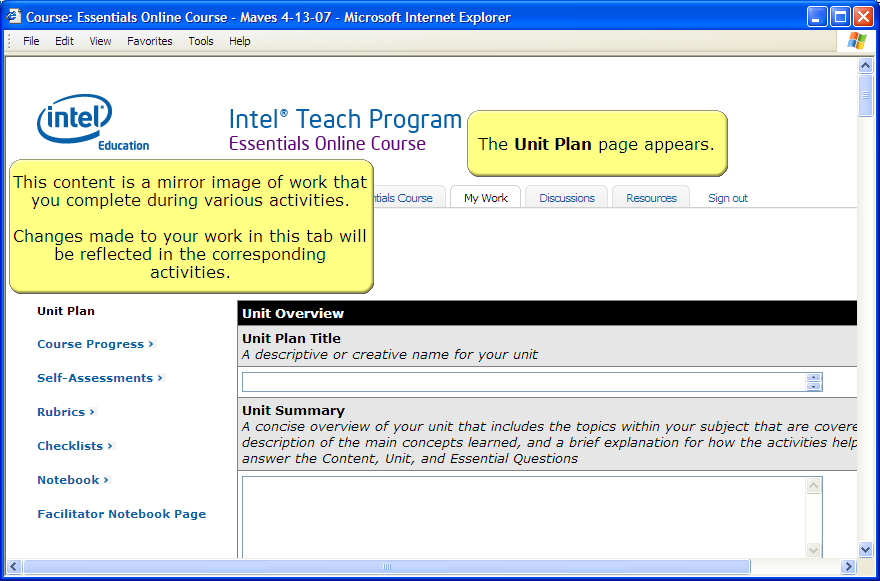 Course: Essentials Online Course - Maves 4-13-07 - Microsoft Internet Explorer
File Edit View Favorites Tools Help
intel®
Education
Intel® Teach Program
Essentials Online Course
The Unit Plan page appears.
This content is a mirror image of work that
you complete during various activities.
Changes made to your work in this tab will
be reflected in the corresponding
activities.
ntials Course My Work Discussions Resources Sign out
Unit Plan
Course Progress ›
Self-Assessments ›
Rubrics ›
Checklists ›
Notebook ›
Facilitator Notebook Page
Unit Overview
Unit Plan Title
A descriptive or creative name for your unit
Unit Summary
A concise overview of your unit that includes the topics within your subject that are covere
description of the main concepts learned, and a brief explanation for how the activities help
answer the Content, Unit, and Essential Questions